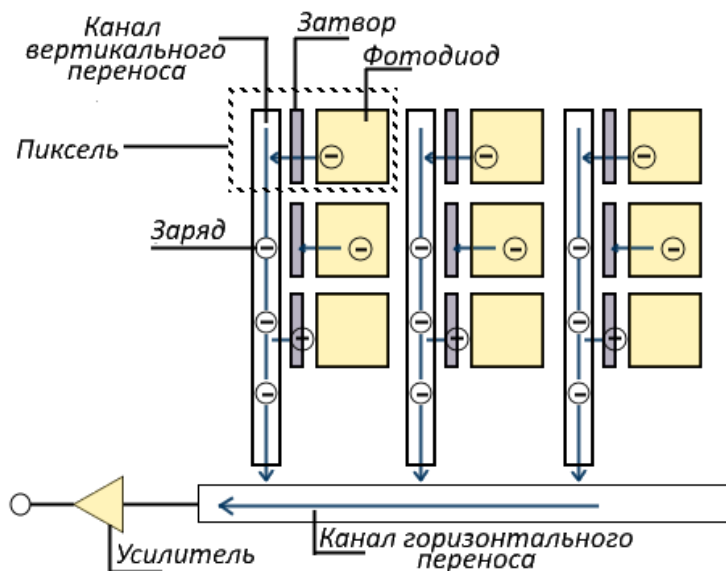 Канал
вертикального
переноса
Затвор
Фотодиод
Пиксель
Заряд
Усилитель
Канал горизонтального
переноса